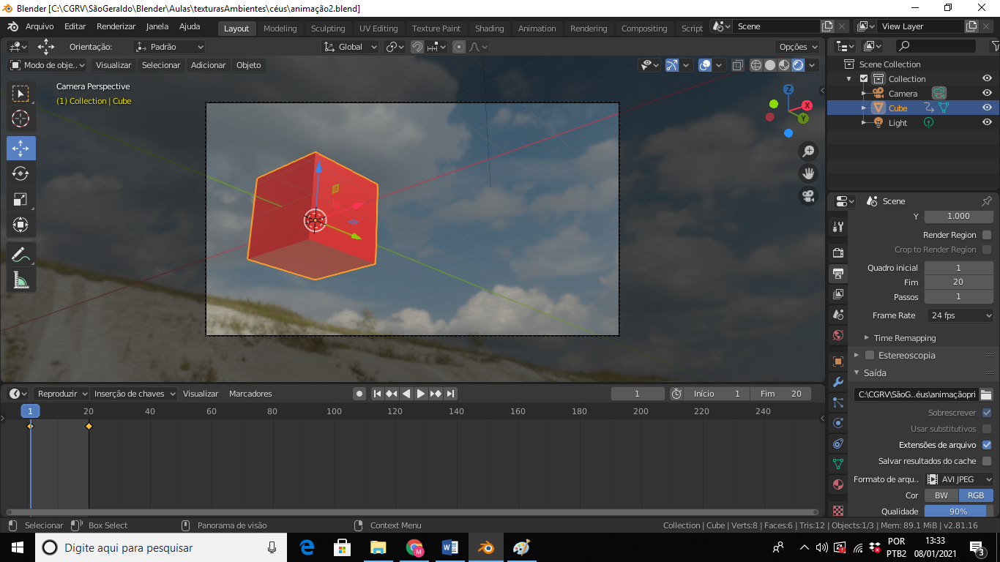 Blender [C:\CGRV\SãoGeraldo\Blender\Aulas\texturasAmbientes\céus\animação2.blend]
Arquivo Editar Renderizar Janela Ajuda Layout Modeling Sculpting UV Editing Texture Paint Shading Animation Rendering Compositing Script Scene View Layer
Orientação: Padrão Global Opções
Modo de obje.. Visualizar Selecionar Adicionar Objeto
Scene Collection
Collection
Camera
Cube
Light
Camera Perspective
(1) Collection | Cube
Z
X
Y
Scene
Y 1.000
Render Region
Crop to Render Region
Quadro inicial 1
Fim 20
Passos 1
Frame Rate 24 fps
Time Remapping
Estereoscopia
Saída
C:\CGRV\SãoG..éus\animaçãopri
Sobrescrever
Usar substitutivos
Extensões de arquivo
Salvar resultados do cache
Formato de arqu.. AVI JPEG
Cor BW RGB
Qualidade 90%
Reproduzir Inserção de chaves Visualizar Marcadores 1 Início 1 Fim 20
1 20 40 60 80 100 120 140 160 180 200 220 240
Selecionar Box Select Panorama de visão Context Menu Collection | Cube | Verts:8 | Faces:6 | Tris:12 | Objects:1/3 | Mem: 89.1 MiB | v2.81.16
Digite aqui para pesquisar
M
W
POR
PTB2
13:33
08/01/2021
3